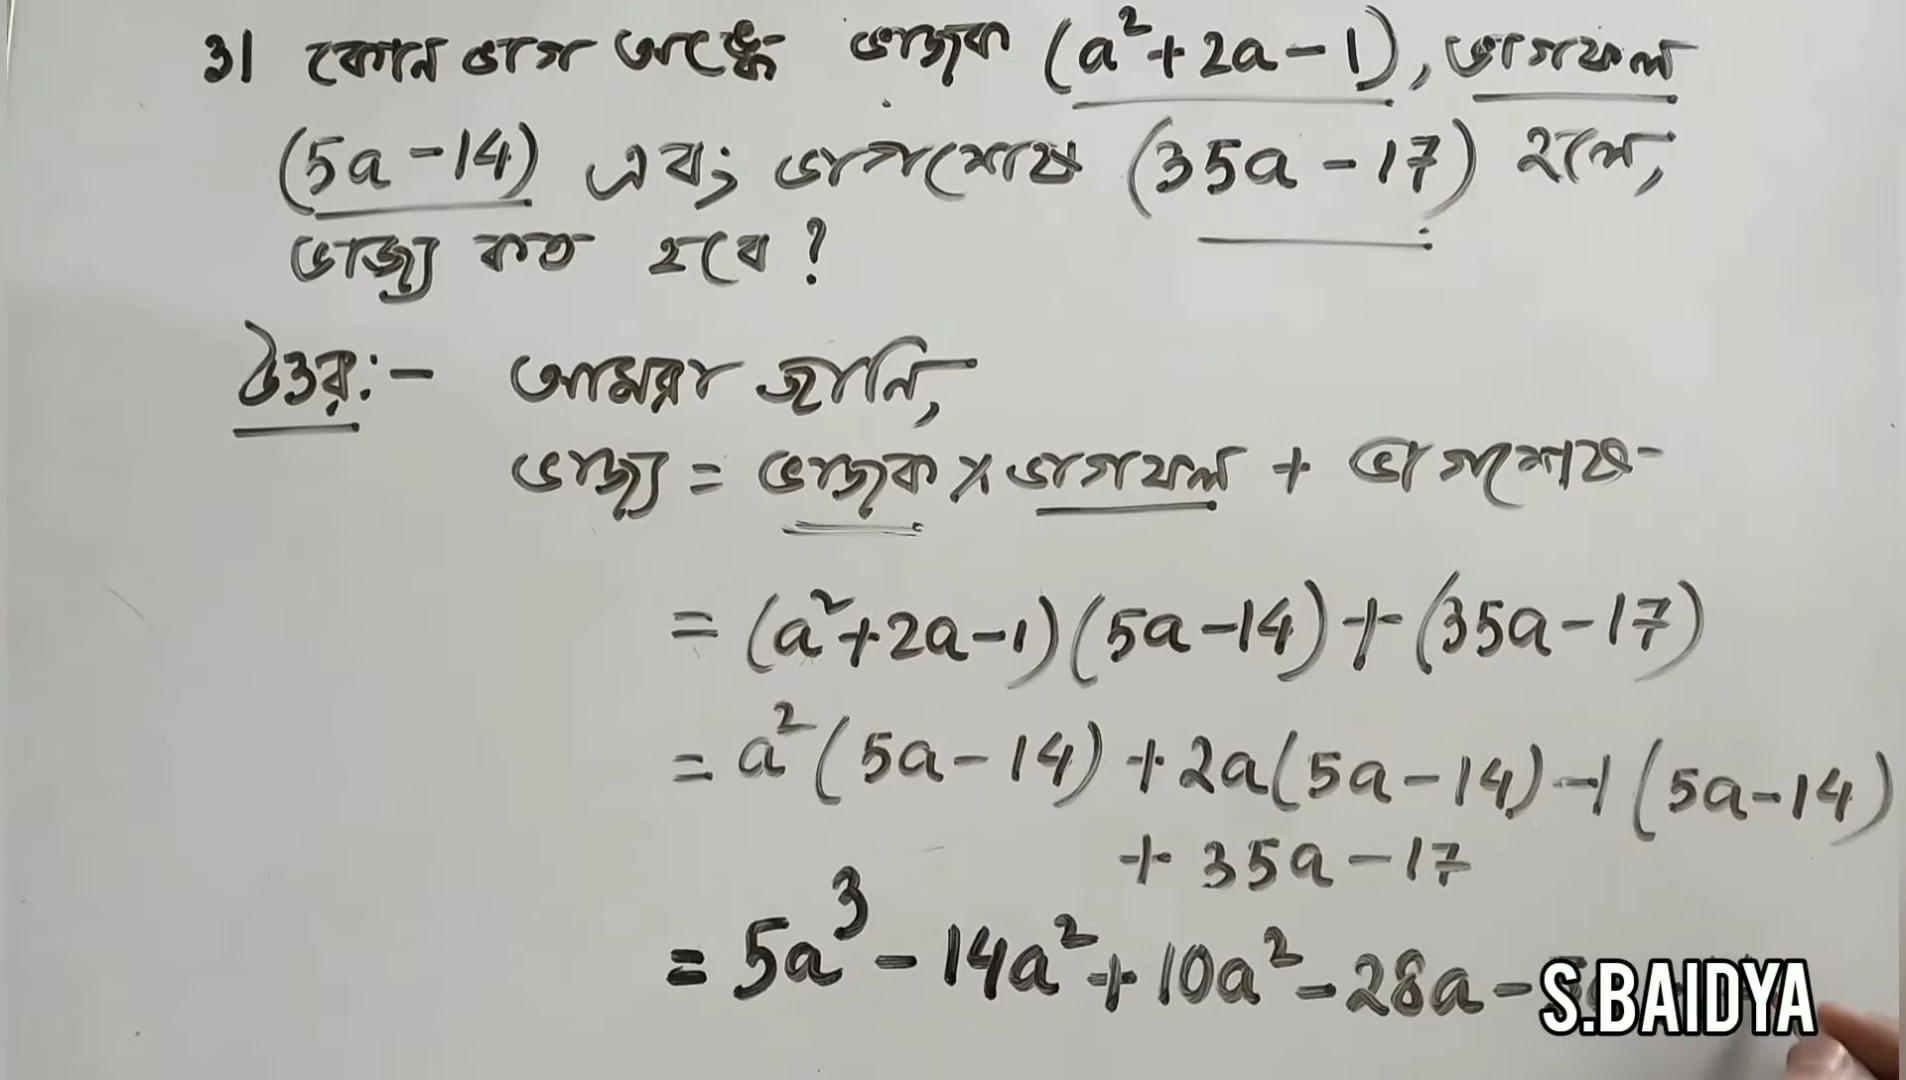 31 কোন ভাগ অঙ্কে ভাজক (a²+2a-1), ভাগফল
(5a-14) এবং ভাগশেষ (35a-17) হলে,
ভাজ্য কত হবে?
উত্তর:- আমরা জানি,
ভাজ্য = ভাজক × ভাগফল + ভাগশেষ
= (a²+2a-1)(5a-14)+(35a-17)
= a²(5a-14)+2a(5a-14)-1(5a-14)
+ 35a-17
= 5a³-14a²+10a²-28a-
S.BAIDYA